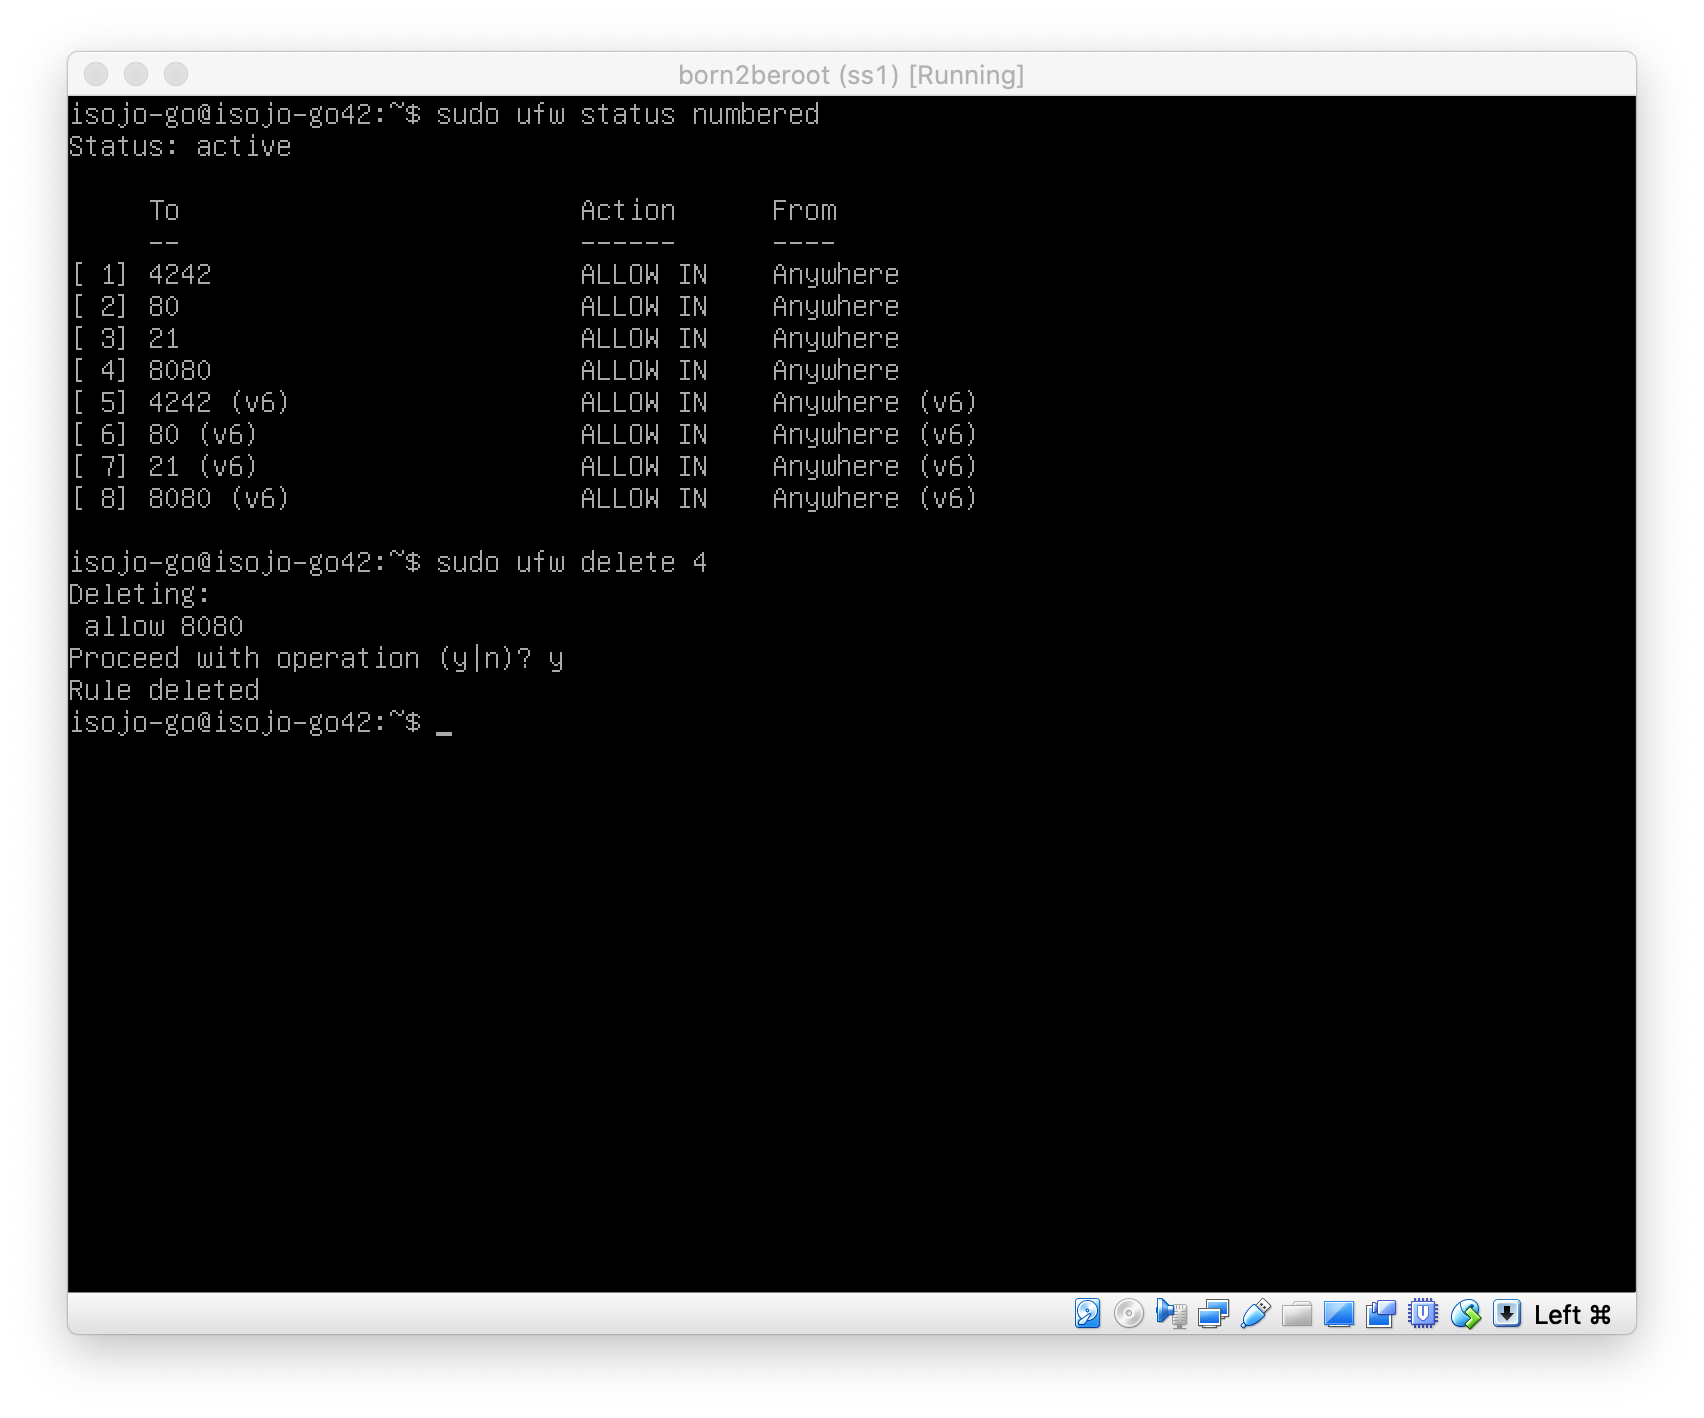 born2beroot (ss1) [Running]
isojo-go@isojo-go42:~$ sudo ufw status numbered
Status: active
     To                         Action      From
     --                         ------      ----
[ 1] 4242                       ALLOW IN    Anywhere
[ 2] 80                         ALLOW IN    Anywhere
[ 3] 21                         ALLOW IN    Anywhere
[ 4] 8080                       ALLOW IN    Anywhere
[ 5] 4242 (v6)                  ALLOW IN    Anywhere (v6)
[ 6] 80 (v6)                    ALLOW IN    Anywhere (v6)
[ 7] 21 (v6)                    ALLOW IN    Anywhere (v6)
[ 8] 8080 (v6)                  ALLOW IN    Anywhere (v6)
isojo-go@isojo-go42:~$ sudo ufw delete 4
Deleting:
 allow 8080
Proceed with operation (y|n)? y
Rule deleted
isojo-go@isojo-go42:~$ _
Left ⌘